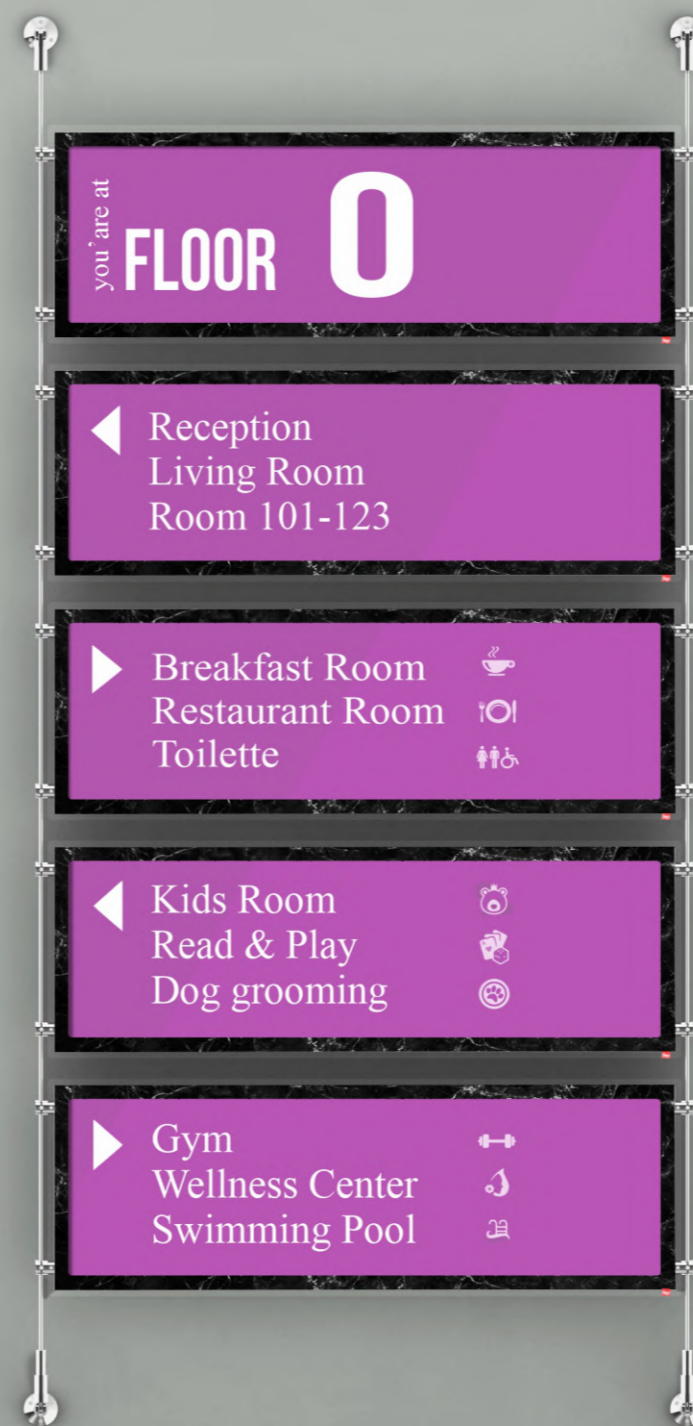 you'are at
FLOOR 0
Reception
Living Room
Room 101-123
Breakfast Room
Restaurant Room
Toilette
Kids Room
Read & Play
Dog grooming
Gym
Wellness Center
Swimming Pool